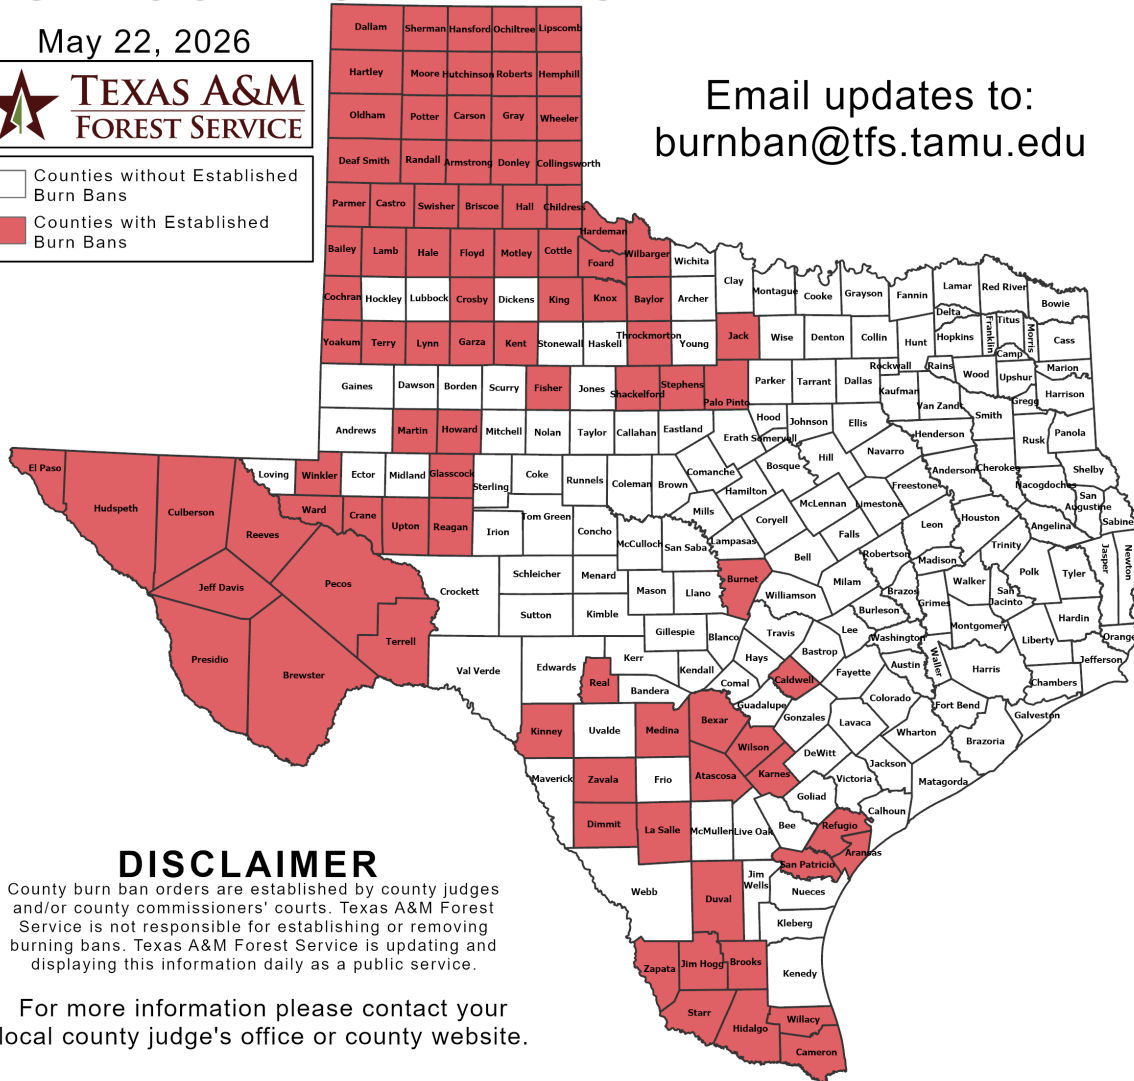 May 22, 2026
TEXAS A&M
FOREST SERVICE
Counties without Established
Burn Bans
Counties with Established
Burn Bans
Email updates to:
burnban@tfs.tamu.edu
Dallam Sherman Hansford Ochiltree Lipscomb
Hartley Moore Hutchinson Roberts Hemphill
Oldham Potter Carson Gray Wheeler
Deaf Smith Randall Armstrong Donley Collingsworth
Parmer Castro Swisher Briscoe Hall Childress
Hardeman
Bailey Lamb Hale Floyd Motley Cottle Foard Wilbarger Wichita
Clay Montague Cooke Grayson Fannin Lamar Red River Bowie
Cochran Hockley Lubbock Crosby Dickens King Knox Baylor Archer
Delta Franklin Titus Morris Cass
Yoakum Terry Lynn Garza Kent Stonewall Haskell Throckmorton Young Jack Wise Denton Collin Hunt Hopkins
Camp
Rockwall Rains Wood Upshur Marion
Gaines Dawson Borden Scurry Fisher Jones Shackelford Stephens Palo Pinto Parker Tarrant Dallas Kaufman Van Zandt Smith Gregg Harrison
Andrews Martin Howard Mitchell Nolan Taylor Callahan Eastland Erath Hood Somervell Johnson Ellis Henderson Rusk Panola
El Paso Hudspeth Culberson Reeves Loving Winkler Ector Midland Glasscock Sterling Coke Runnels Coleman Brown Comanche Hamilton Bosque Hill Navarro Freestone Anderson Cherokee Nacogdoches Shelby
San
Augustine
Sabine
Ward Crane Upton Reagan Irion Tom Green Concho McCulloch San Saba Mills Lampasas Coryell McLennan Limestone Falls Leon Houston Angelina
Jeff Davis Pecos Crockett Schleicher Menard Mason Llano Burnet Bell Williamson Milam Robertson Brazos Madison Walker Trinity Polk Tyler Jasper Newton
San
Jacinto
Sutton Kimble Gillespie Blanco Travis Lee Burleson Grimes Washington Montgomery Liberty Hardin Orange
Presidio Brewster Terrell Val Verde Edwards Real Kerr Kendall Bandera Comal Hays Caldwell Bastrop Fayette Austin Waller Harris Chambers Jefferson
Kinney Uvalde Medina Bexar Guadalupe Gonzales Lavaca Colorado Wharton Fort Bend Brazoria Galveston
Maverick Zavala Frio Atascosa Wilson Karnes DeWitt Victoria Jackson Matagorda
Dimmit La Salle McMullen Live Oak Bee Goliad Refugio Calhoun
Aransas
San Patricio
Webb Duval
Jim
Wells
Nueces
Kleberg
Zapata Jim Hogg Brooks Kenedy
Starr Hidalgo Willacy
Cameron
DISCLAIMER
County burn ban orders are established by county judges
and/or county commissioners' courts. Texas A&M Forest
Service is not responsible for establishing or removing
burning bans. Texas A&M Forest Service is updating and
displaying this information daily as a public service.
For more information please contact your
local county judge's office or county website.